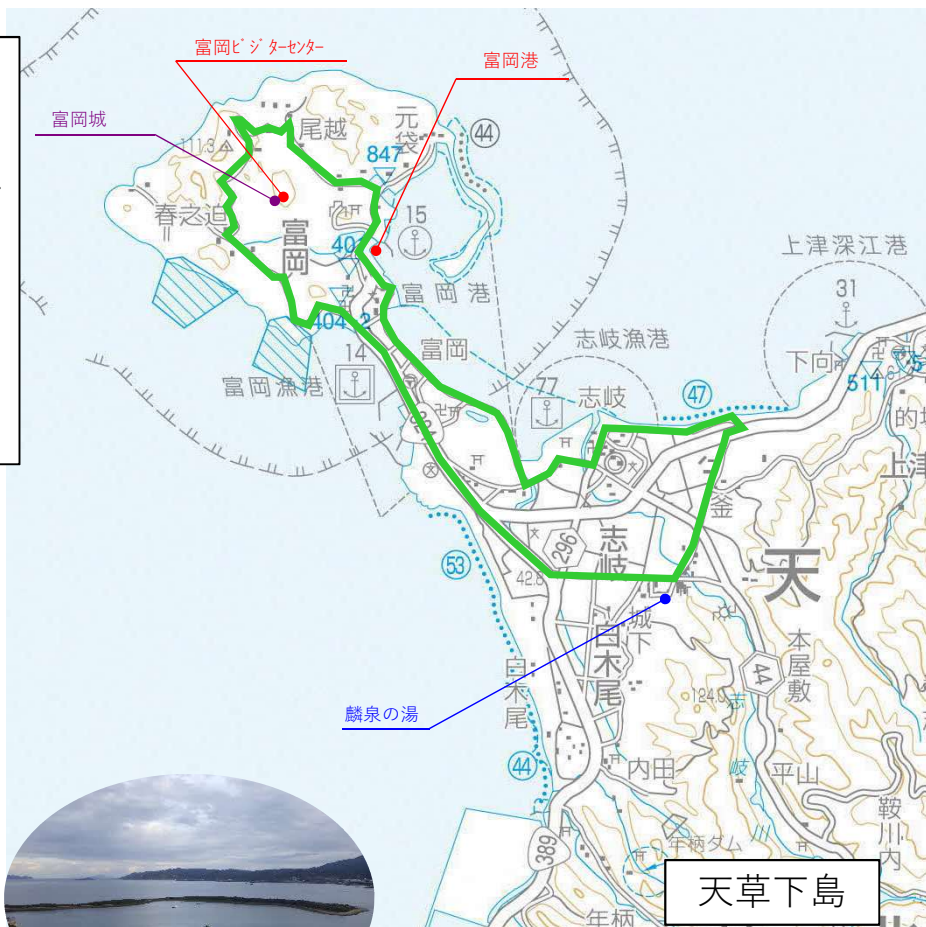 富岡ﾋﾞｼﾞﾀｰｾﾝﾀｰ
富岡港
富岡城
元袋
44
尾越
111.3
847
春之迫
富岡
15
上津深江港
富岡港
31
志岐漁港
404-2
富岡
下向
14
富岡漁港
77
志岐
47
511
上津
釜
296
志岐
53
42.8
天
城下
白木尾
本屋敷
44
白木尾
124.0
志岐
麟泉の湯
44
内田
平山
鞍川内
389
年柄ダム
天草下島
年柄